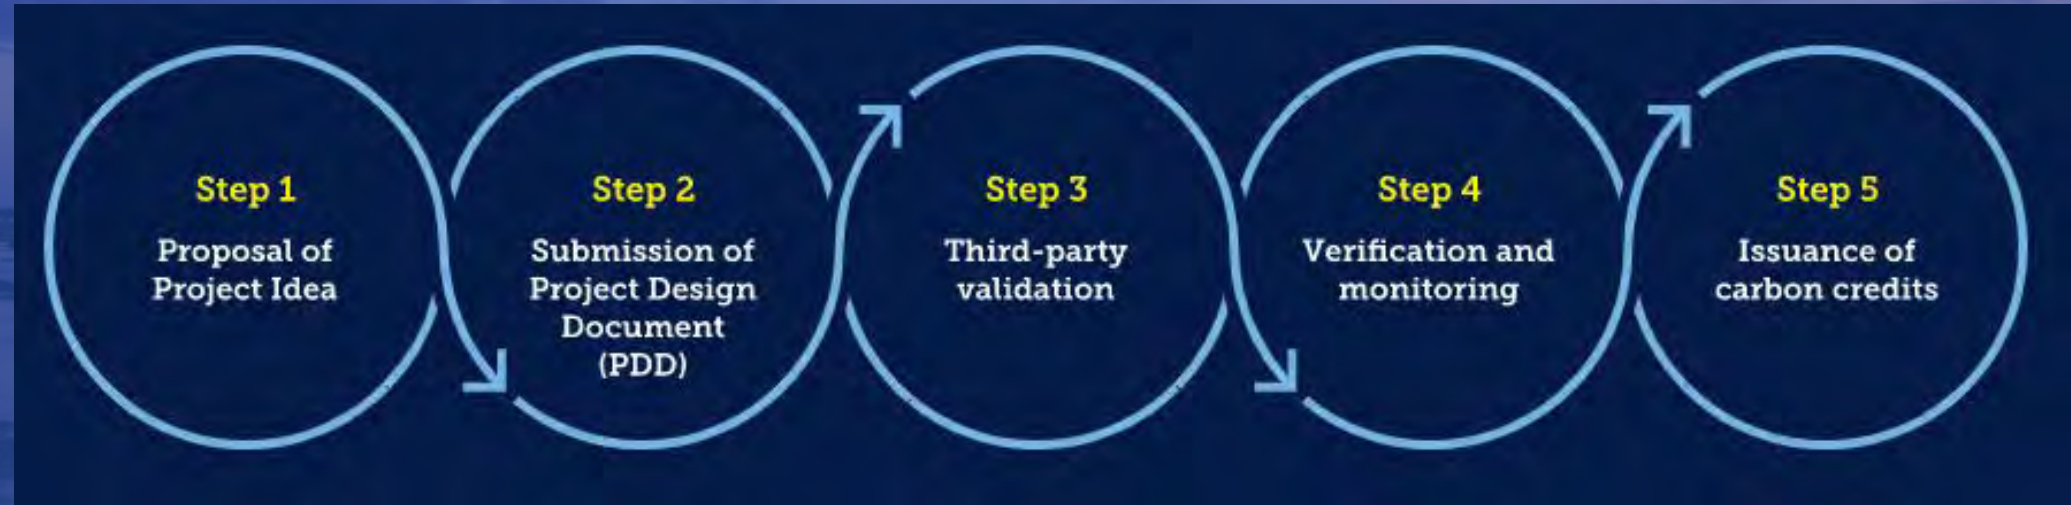 Step 1
Proposal of
Project Idea
Step 2
Submission of
Project Design
Document
(PDD)
Step 3
Third-party
validation
Step 4
Verification and
monitoring
Step 5
Issuance of
carbon credits